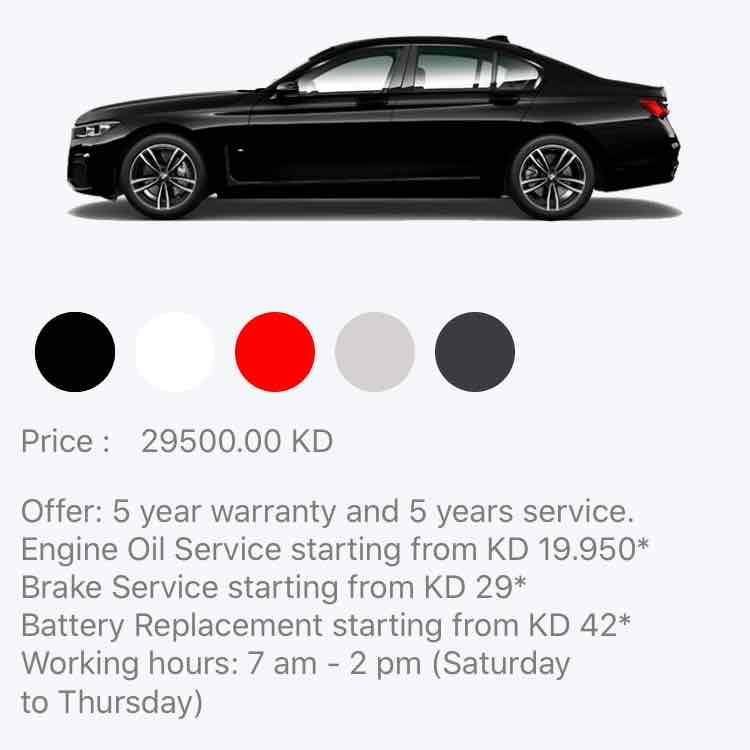 Price : 29500.00 KD
Offer: 5 year warranty and 5 years service.
Engine Oil Service starting from KD 19.950*
Brake Service starting from KD 29*
Battery Replacement starting from KD 42*
Working hours: 7 am - 2 pm (Saturday
to Thursday)